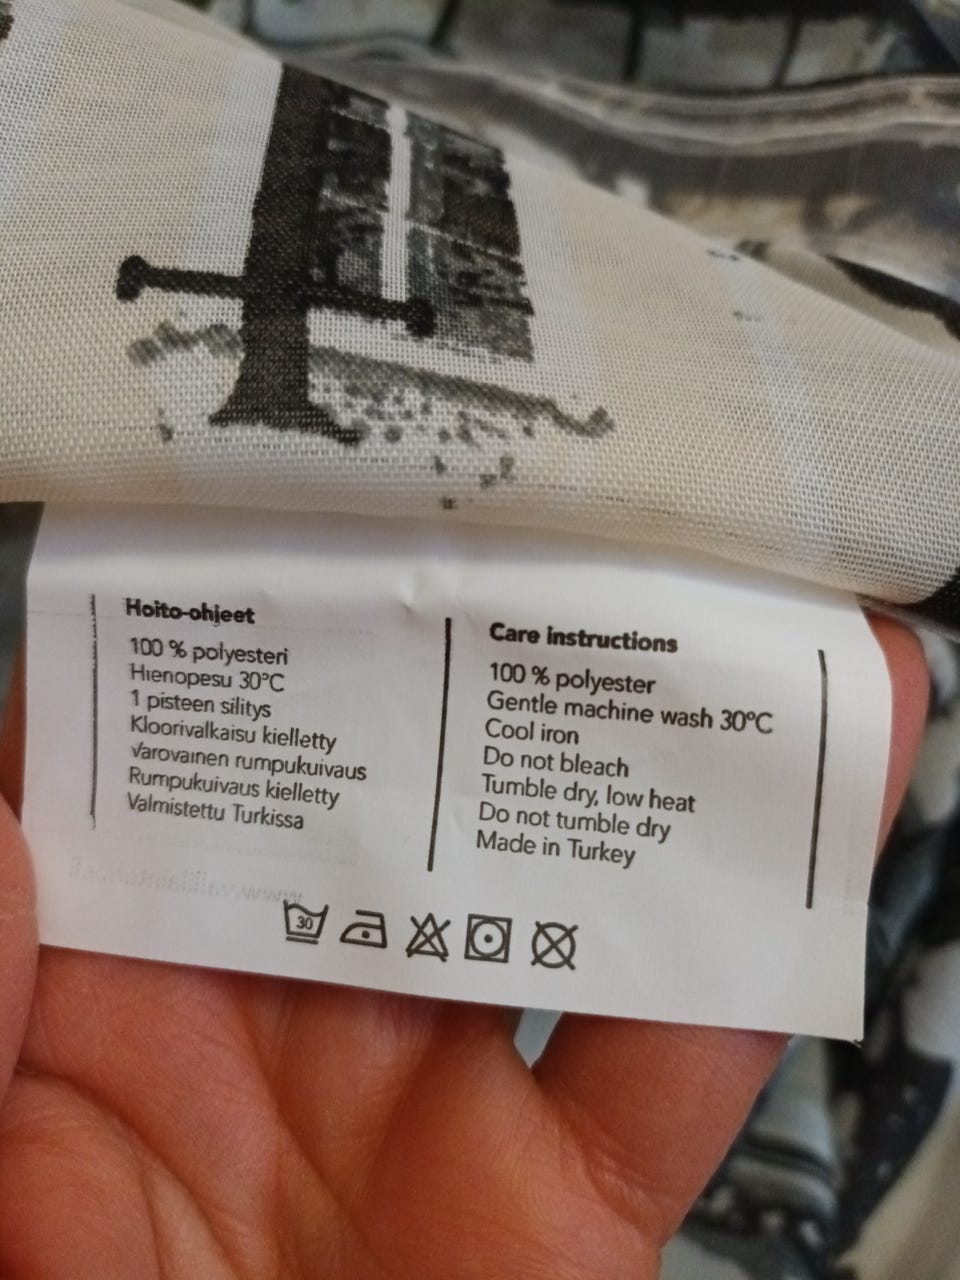 Hoito-ohjeet
100 % polyesteri
Hienopesu 30°C
1 pisteen silitys
Kloorivalkaisu kielletty
Varovainen rumpukuivaus
Rumpukuivaus kielletty
Valmistettu Turkissa
Care instructions
100 % polyester
Gentle machine wash 30°C
Cool iron
Do not bleach
Tumble dry, low heat
Do not tumble dry
Made in Turkey
30